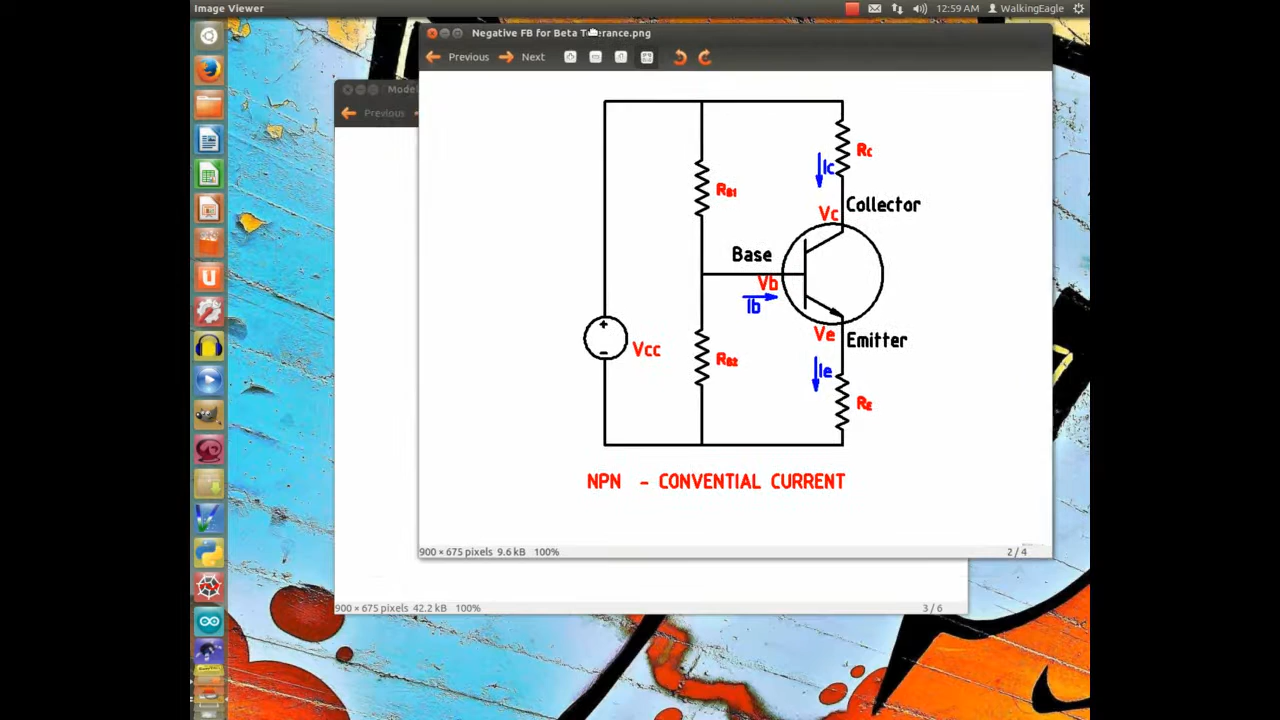 Image Viewer
12:59 AM WalkingEagle
Negative FB for Beta Tolerance.png
Previous Next
Model
Previous
Rc
Ic
RB1
Collector
Vc
Base
Vb
Ib
Ve
Emitter
Vcc
RB2
Ie
RE
NPN - CONVENTIAL CURRENT
900 × 675 pixels 9.6 kB 100%
2 / 4
900 × 675 pixels 42.2 kB 100%
3 / 6